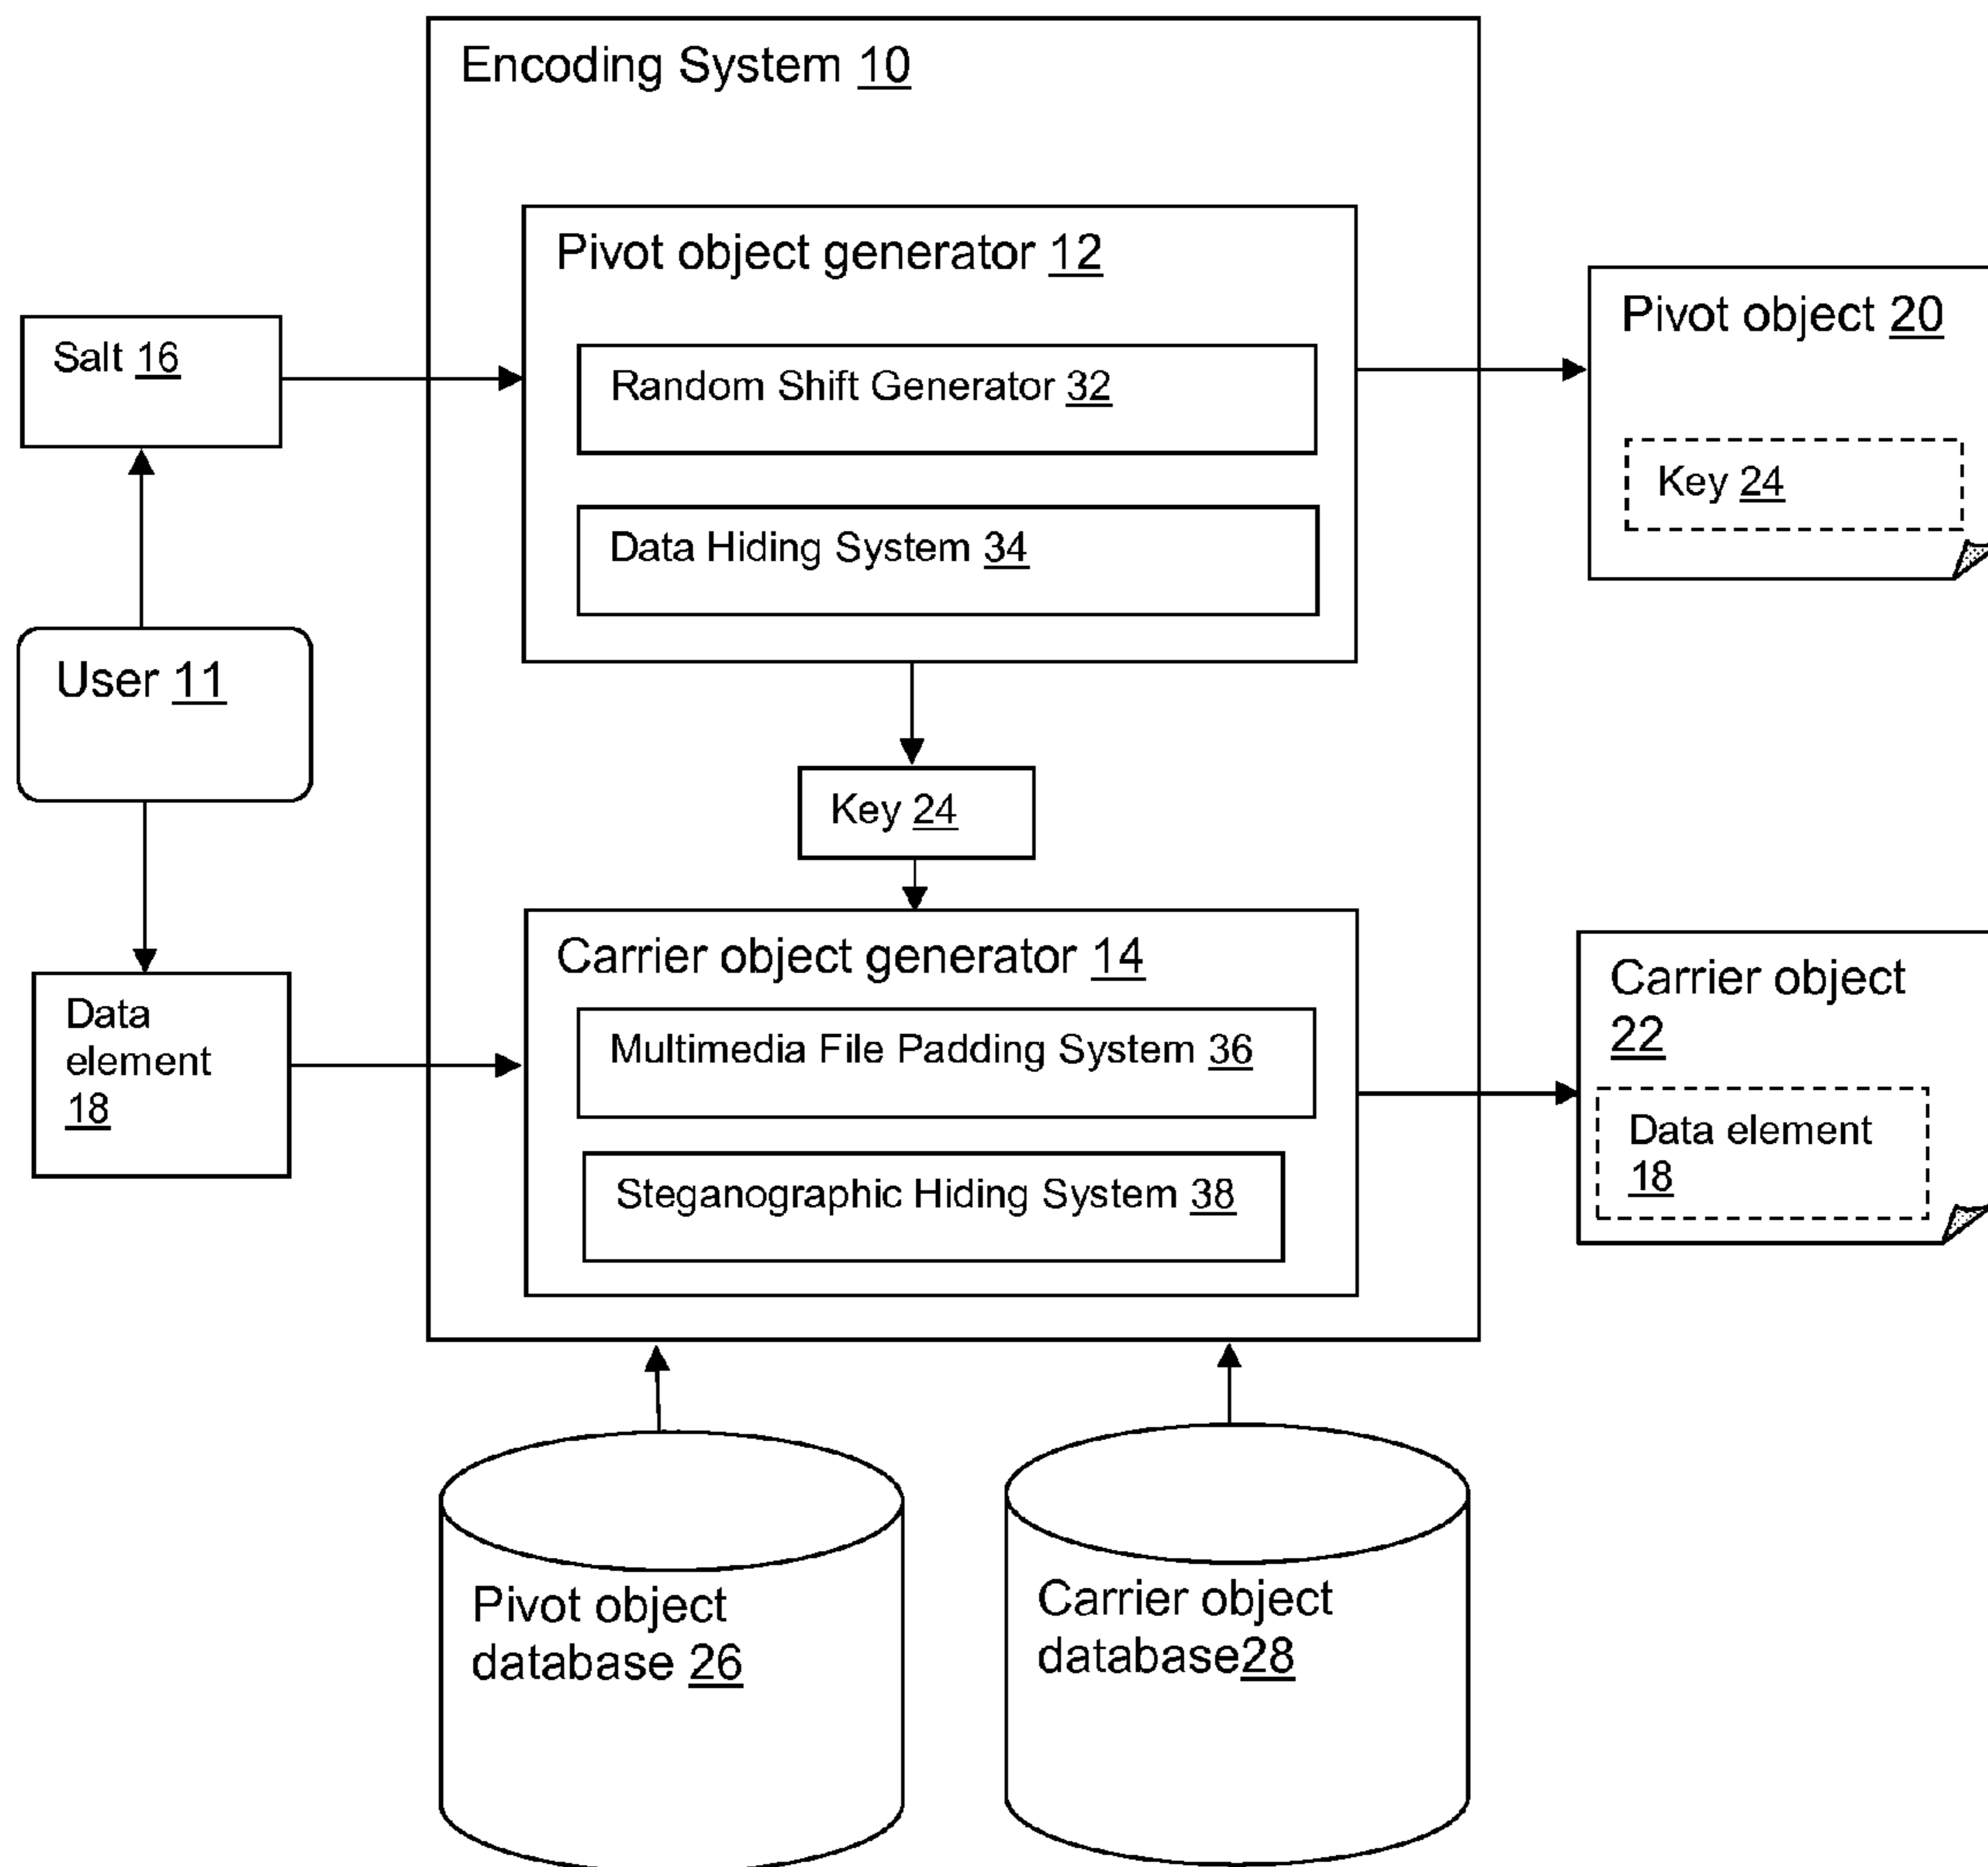 Encoding System 10
Pivot object generator 12
Random Shift Generator 32
Data Hiding System 34
Salt 16
User 11
Data
element
18
Key 24
Carrier object generator 14
Multimedia File Padding System 36
Steganographic Hiding System 38
Pivot object 20
Key 24
Carrier object
22
Data element
18
Pivot object
database 26
Carrier object
database28